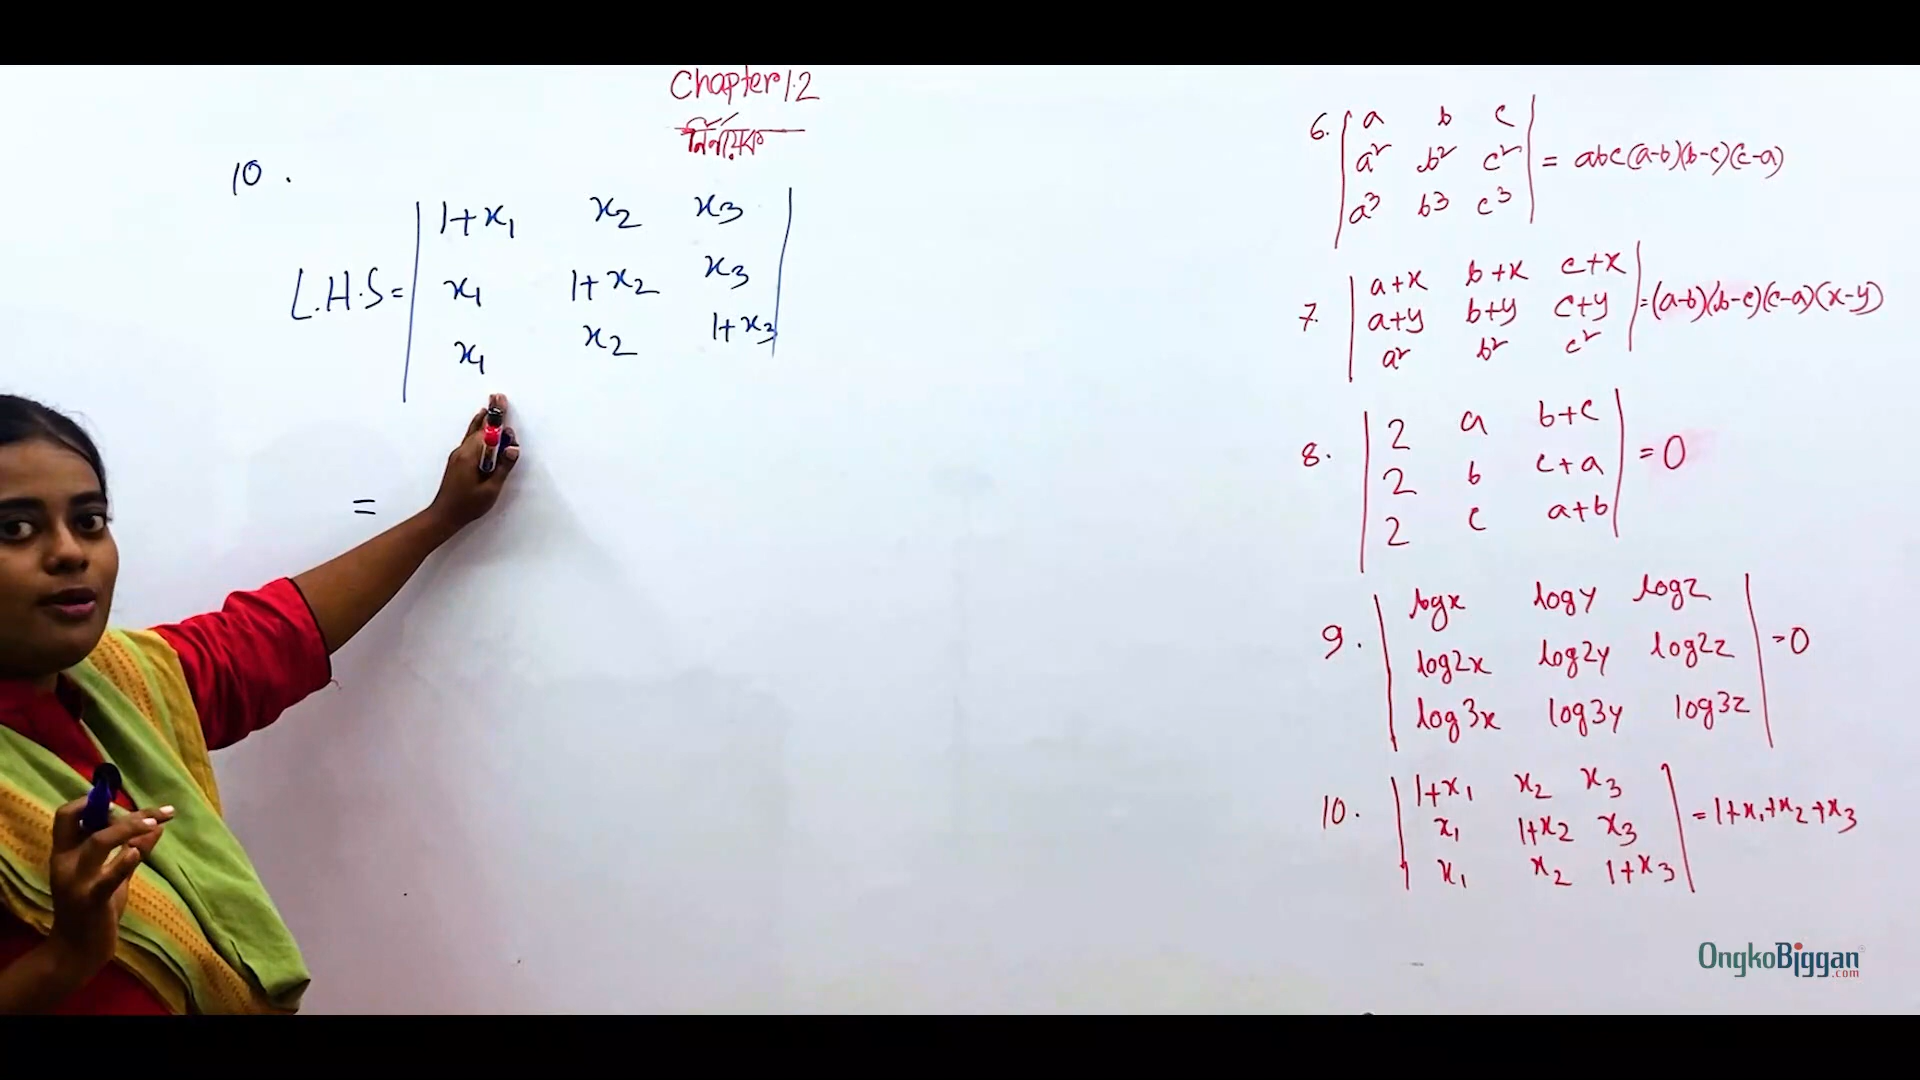 Chapter 1.2
নির্ণায়ক
10.
1+x₁ x₂ x₃
L.H.S= x₁ 1+x₂ x₃
x₁ x₂ 1+x₃
=
6. | a b c |
| a² b² c² | = abc(a-b)(b-c)(c-a)
| a³ b³ c³ |
7. | a+x b+x c+x |
| a+y b+y c+y | =(a-b)(b-c)(c-a)(x-y)
| a² b² c² |
8. | 2 a b+c |
| 2 b c+a | =0
| 2 c a+b |
9. | logx logy logz |
| log2x log2y log2z | =0
| log3x log3y log3z |
10. | 1+x₁ x₂ x₃ |
| x₁ 1+x₂ x₃ | =1+x₁+x₂+x₃
| x₁ x₂ 1+x₃ |
OngkoBiggan
.com